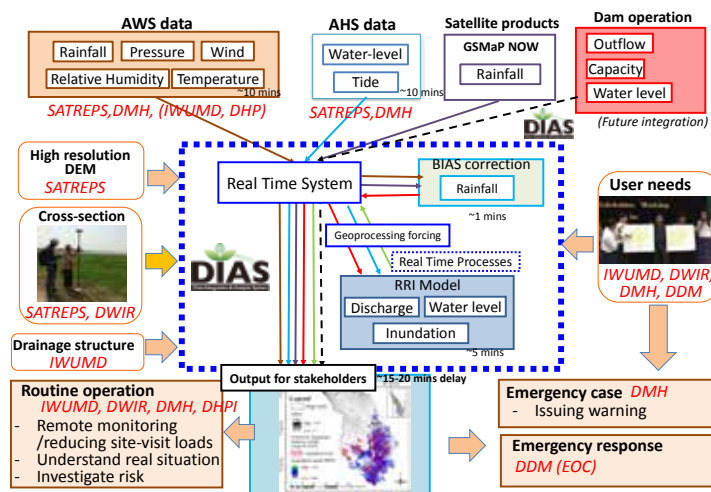 AWS data
Rainfall
Pressure
Wind
Relative Humidity
Temperature
~10 mins
SATREPS,DMH, (IWUMD, DHP)
AHS data
Water-level
Tide
~10 mins
SATREPS,DMH
Satellite products
GSMaP NOW
Rainfall
Dam operation
Outflow
Capacity
Water level
(Future integration)
DIAS
High resolution
DEM
SATREPS
Cross-section
SATREPS, DWIR
Drainage structure
IWUMD
Real Time System
BIAS correction
Rainfall
~1 mins
Geoprocessing forcing
Real Time Processes
DIAS
RRI Model
Discharge
Water level
Inundation
~5 mins
User needs
IWUMD, DWIR,
DMH, DDM
Output for stakeholders
~15-20 mins delay
Routine operation
IWUMD, DWIR, DMH, DHPI
- Remote monitoring
/reducing site-visit loads
- Understand real situation
- Investigate risk
Emergency case DMH
- Issuing warning
Emergency response
DDM (EOC)